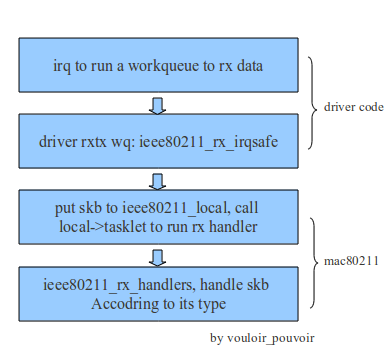 irq to run a workqueue to rx data
driver code
driver rxtx wq: ieee80211_rx_irqsafe
put skb to ieee80211_local, call
local->tasklet to run rx handler
mac80211
ieee80211_rx_handlers, handle skb
Accodring to its type
by vouloir_pouvoir